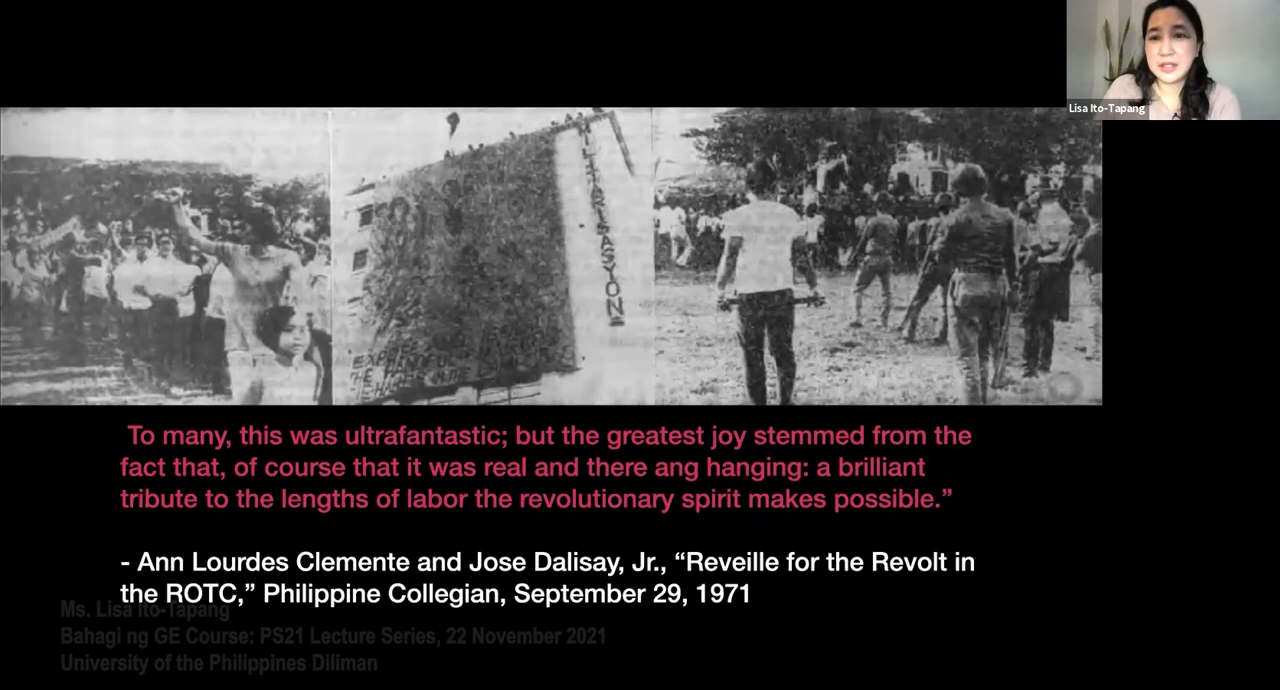 Lisa Ito-Tapang
To many, this was ultrafantastic; but the greatest joy stemmed from the
fact that, of course that it was real and there ang hanging: a brilliant
tribute to the lengths of labor the revolutionary spirit makes possible.”
- Ann Lourdes Clemente and Jose Dalisay, Jr., “Reveille for the Revolt in
the ROTC,” Philippine Collegian, September 29, 1971
Ms. Lisa Ito-Tapang
Bahagi ng GE Course: PS21 Lecture Series, 22 November 2021
University of the Philippines Diliman